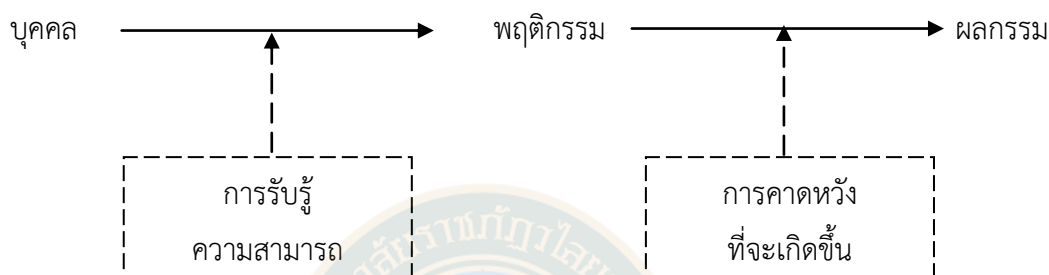 บุคคล พฤติกรรม ผลกรรม
การรับรู้
ความสามารถ
การคาดหวัง
ที่จะเกิดขึ้น